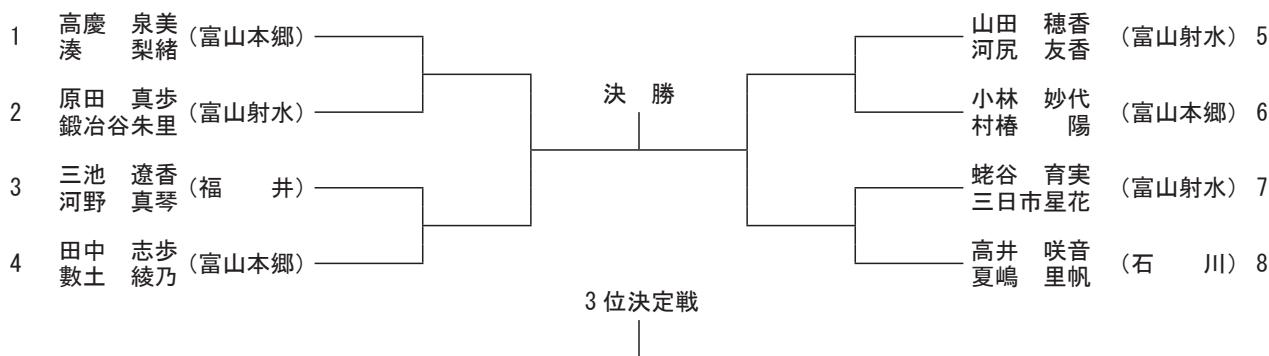 1 高慶 泉美 (富山本郷)
湊 梨緒
2 原田 真歩 (富山射水)
鍛冶谷朱里
3 三池 遼香 (福 井)
河野 真琴
4 田中 志歩 (富山本郷)
數土 綾乃
決 勝
3位決定戦
山田 穂香 (富山射水) 5
河尻 友香
小林 妙代 (富山本郷) 6
村椿 陽
蛯谷 育実 (富山射水) 7
三日市星花
高井 咲音 (石 川) 8
夏嶋 里帆